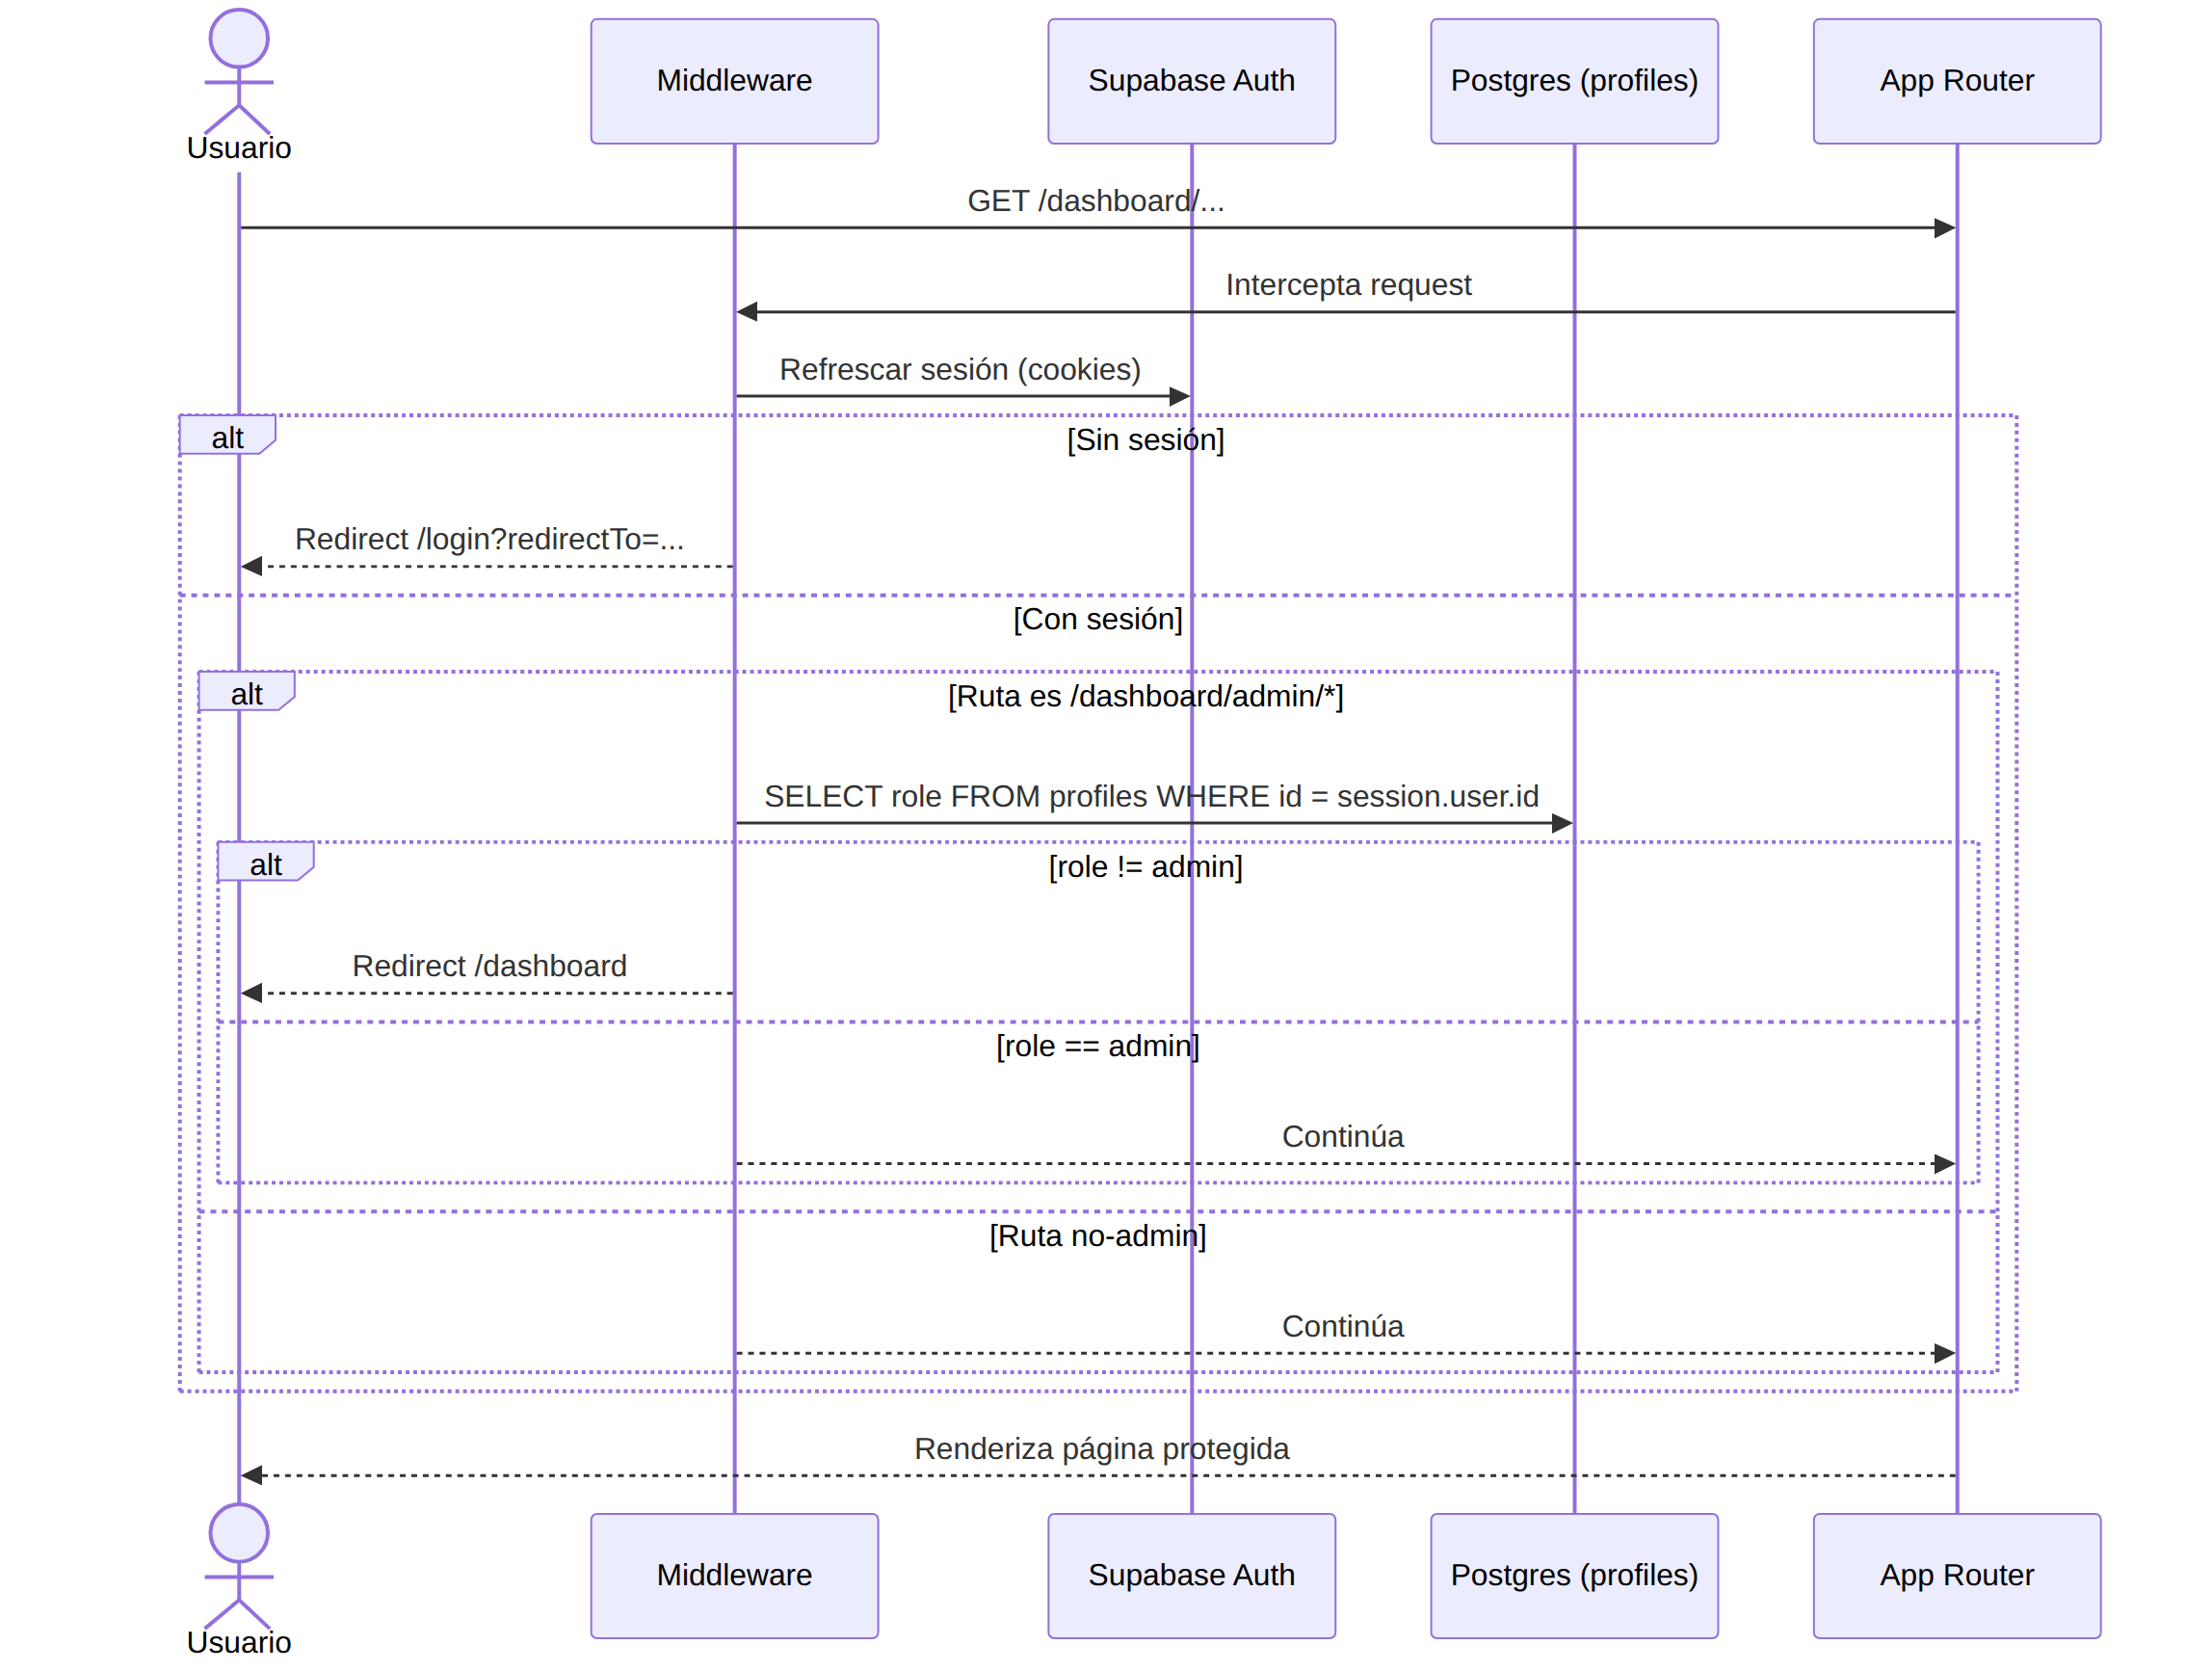 Usuario
Middleware
Supabase Auth
Postgres (profiles)
App Router
GET /dashboard/...
Intercepta request
Refrescar sesión (cookies)
alt
[Sin sesión]
Redirect /login?redirectTo=...
[Con sesión]
alt
[Ruta es /dashboard/admin/*]
SELECT role FROM profiles WHERE id = session.user.id
alt
[role != admin]
Redirect /dashboard
[role == admin]
Continúa
[Ruta no-admin]
Continúa
Renderiza página protegida
Usuario
Middleware
Supabase Auth
Postgres (profiles)
App Router